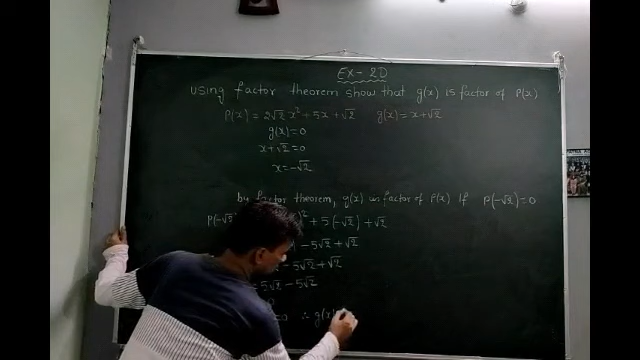 EX-2D
using factor theorem show that g(x) is factor of P(x)
P(x) = 2√2 x² + 5x + √2 g(x) = x+√2
g(x)=0
x+√2=0
x=-√2
by factor theorem, g(x) is factor of P(x) if P(-√2)=0
P(-√2 )² + 5(-√2) + √2
- 5√2 + √2
- 5√2 + √2
= 5√2 - 5√2
=0 ∴ g(x)